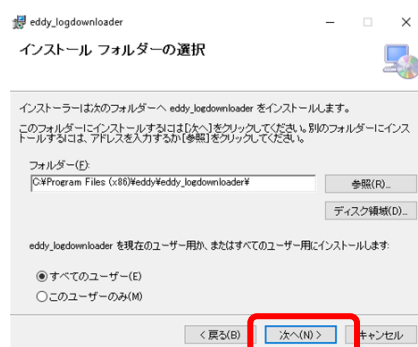 eddy_logdownloader
インストール フォルダーの選択
インストーラーは次のフォルダーへ eddy_logdownloader をインストールします。
このフォルダーにインストールするには[次へ]をクリックしてください。別のフォルダーにインス
トールするには、アドレスを入力するか[参照]をクリックしてください。
フォルダー(F):
C:¥Program Files (x86)¥eddy¥eddy_logdownloader¥
参照(R)...
ディスク領域(D)...
eddy_logdownloader を現在のユーザー用か、またはすべてのユーザー用にインストールします:
すべてのユーザー(E)
このユーザーのみ(M)
< 戻る(B)
次へ(N) >
キャンセル